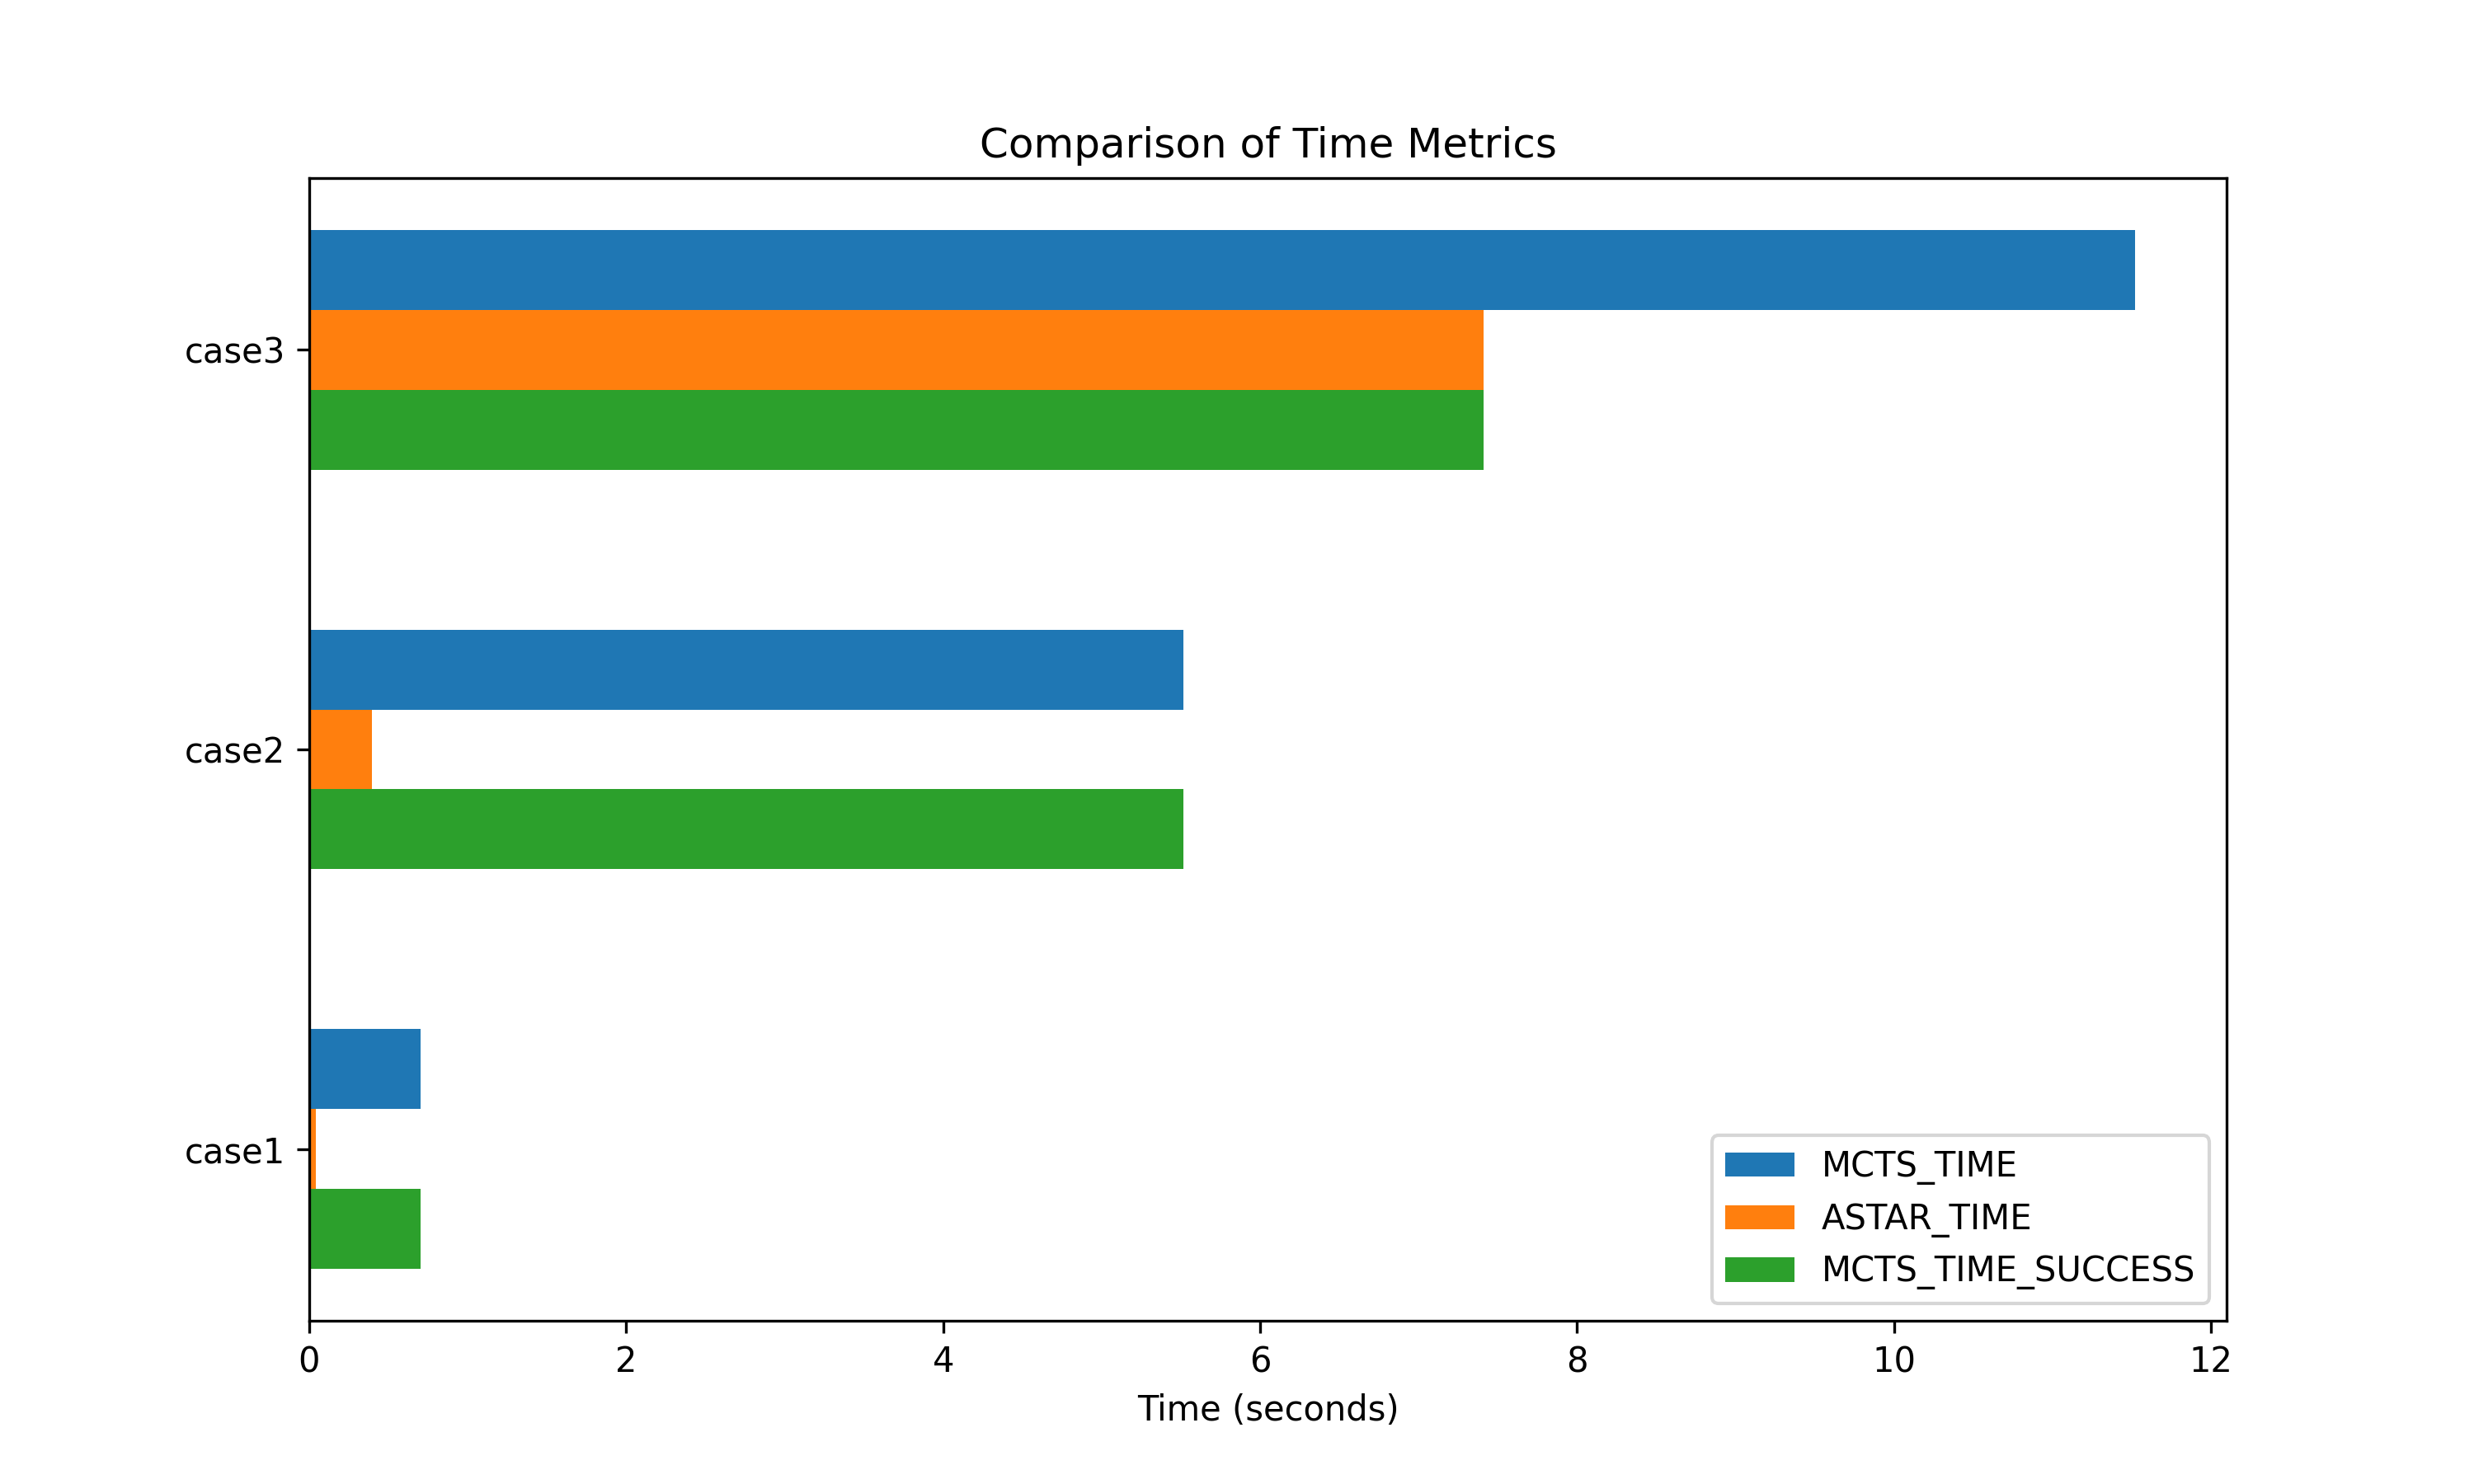 Comparison of Time Metrics
case3
case2
case1
MCTS_TIME
ASTAR_TIME
MCTS_TIME_SUCCESS
0 2 4 6 8 10 12
Time (seconds)